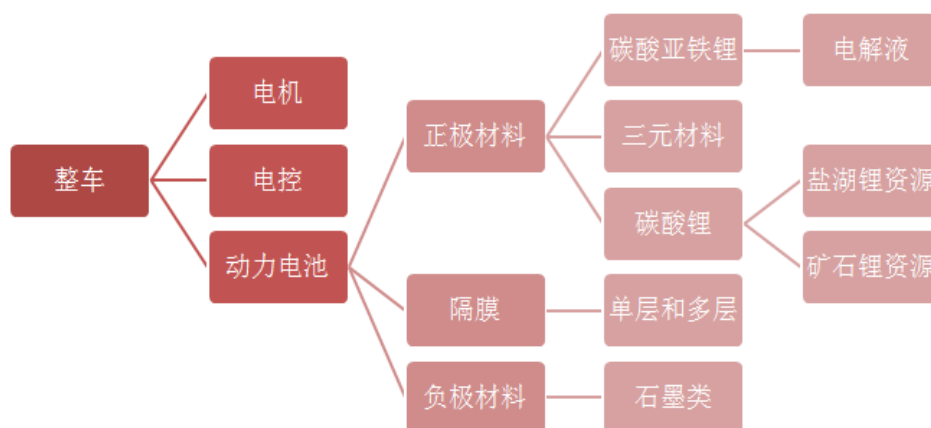 整车
电机
电控
动力电池
正极材料
隔膜
负极材料
碳酸亚铁锂
三元材料
碳酸锂
单层和多层
石墨类
电解液
盐湖锂资源
矿石锂资源